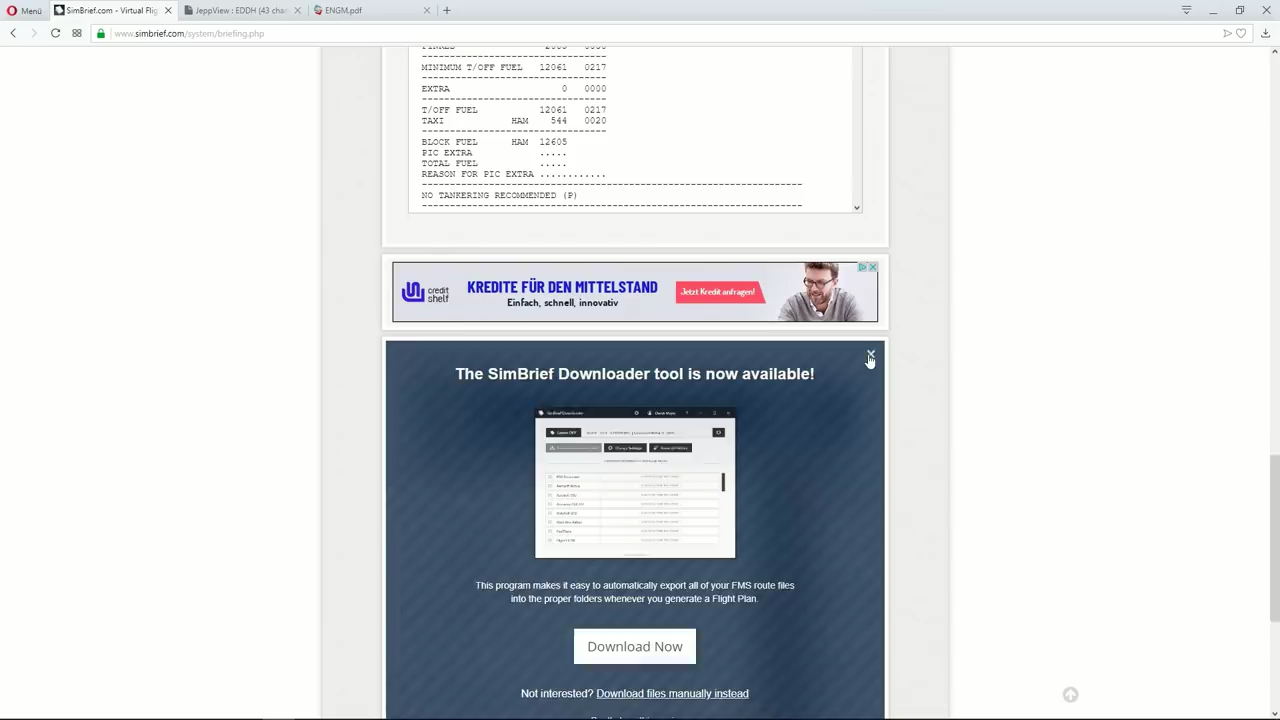 Menü
SimBrief.com - Virtual Flig
JeppView : EDDH (43 char
ENGM.pdf
www.simbrief.com/system/briefing.php
MINIMUM T/OFF FUEL 12061 0217
EXTRA 0 0000
T/OFF FUEL 12061 0217
TAXI HAM 544 0020
BLOCK FUEL HAM 12605
PIC EXTRA .....
TOTAL FUEL .....
REASON FOR PIC EXTRA ............
NO TANKERING RECOMMENDED (P)
credit
shelf
KREDITE FÜR DEN MITTELSTAND
Einfach, schnell, innovativ
Jetzt Kredit anfragen!
The SimBrief Downloader tool is now available!
SimBrief Downloader
This program makes it easy to automatically export all of your FMS route files
into the proper folders whenever you generate a Flight Plan.
Download Now
Not interested? Download files manually instead